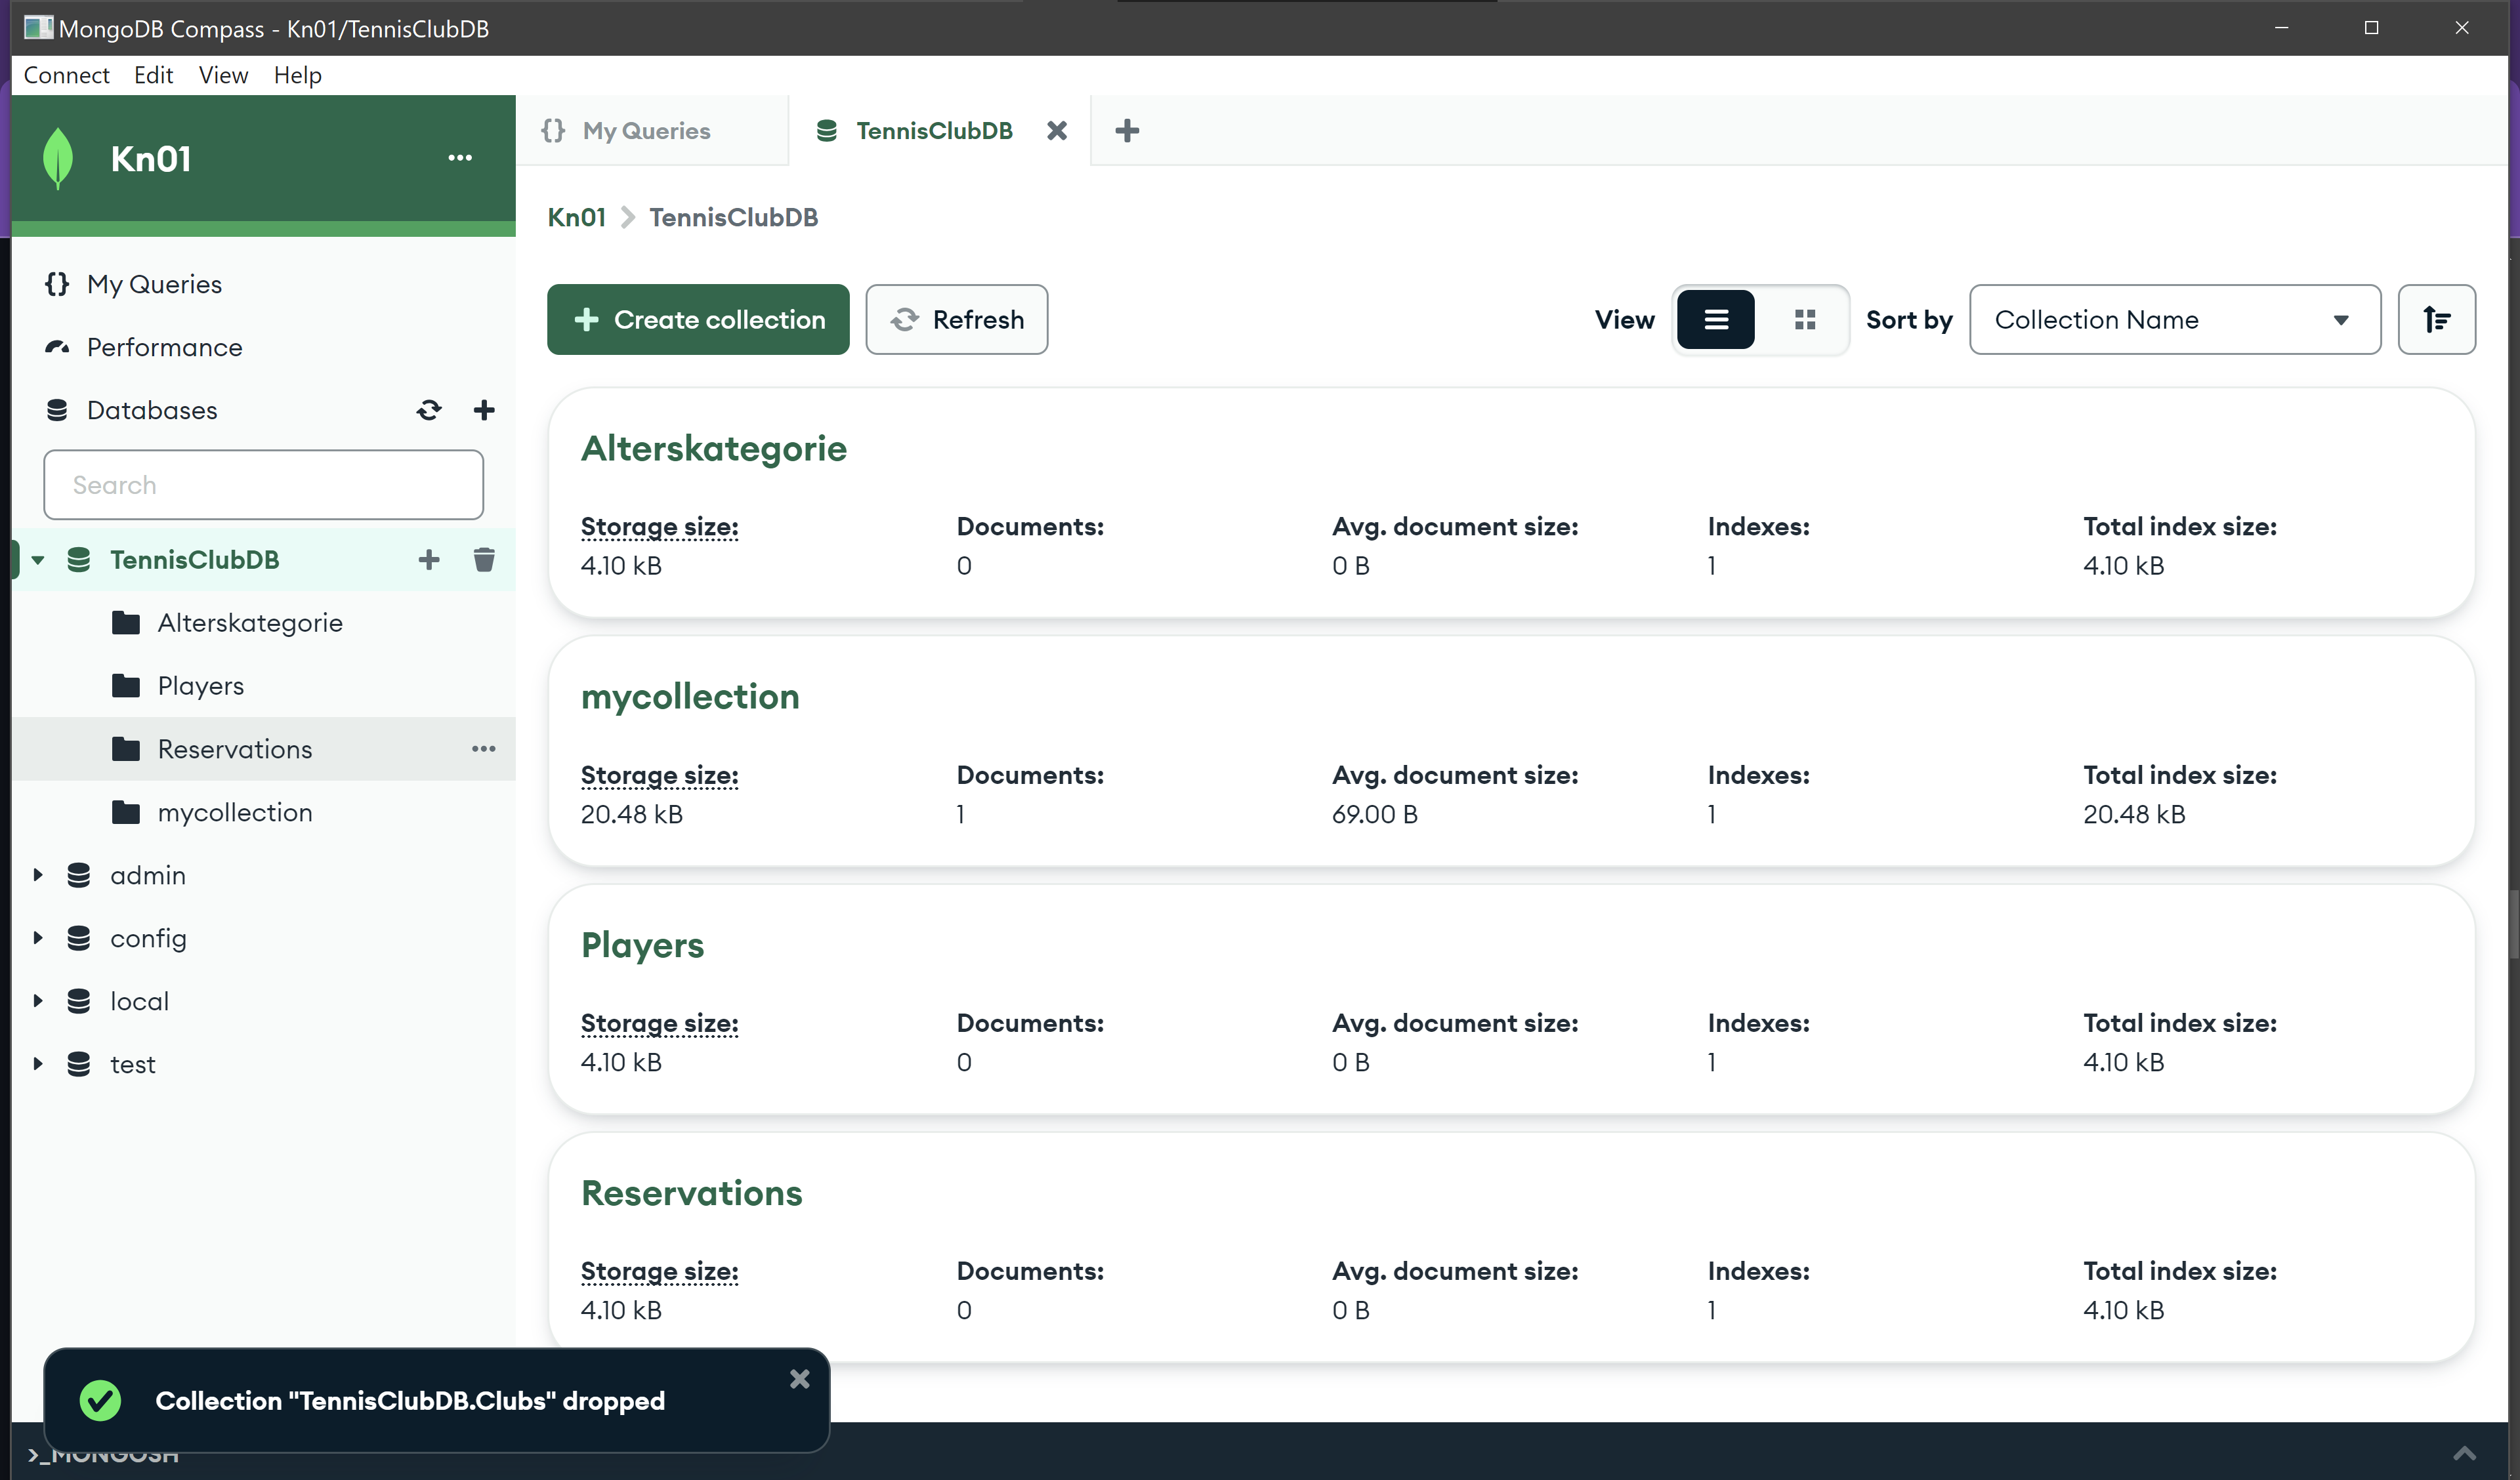 MongoDB Compass - Kn01/TennisClubDB
Connect Edit View Help
Kn01
My Queries
TennisClubDB
Kn01 TennisClubDB
My Queries
Performance
Databases
Search
TennisClubDB
Alterskategorie
Players
Reservations
mycollection
admin
config
local
test
Create collection
Refresh
View
Sort by
Collection Name
Alterskategorie
Storage size: Documents: Avg. document size: Indexes: Total index size:
4.10 kB 0 0 B 1 4.10 kB
mycollection
Storage size: Documents: Avg. document size: Indexes: Total index size:
20.48 kB 1 69.00 B 1 20.48 kB
Players
Storage size: Documents: Avg. document size: Indexes: Total index size:
4.10 kB 0 0 B 1 4.10 kB
Reservations
Storage size: Documents: Avg. document size: Indexes: Total index size:
4.10 kB 0 0 B 1 4.10 kB
Collection "TennisClubDB.Clubs" dropped
>_MONGOSH